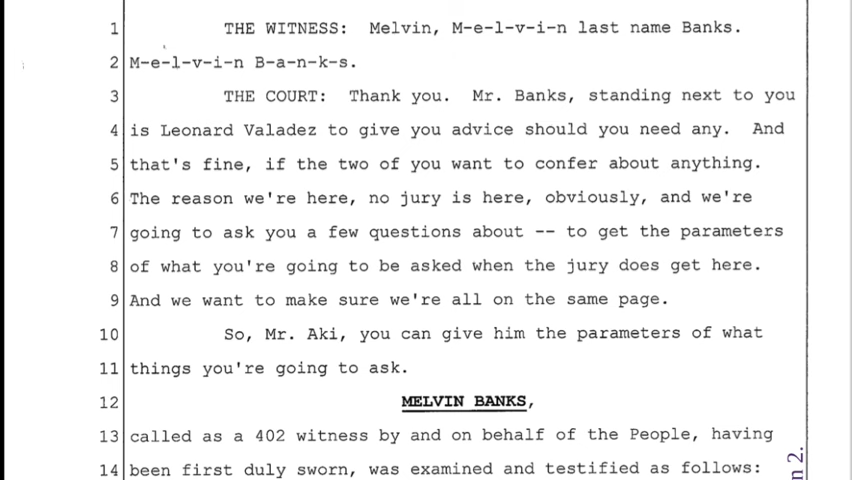 1 THE WITNESS: Melvin, M-e-l-v-i-n last name Banks.
2 M-e-l-v-i-n B-a-n-k-s.
3 THE COURT: Thank you. Mr. Banks, standing next to you
4 is Leonard Valadez to give you advice should you need any. And
5 that's fine, if the two of you want to confer about anything.
6 The reason we're here, no jury is here, obviously, and we're
7 going to ask you a few questions about -- to get the parameters
8 of what you're going to be asked when the jury does get here.
9 And we want to make sure we're all on the same page.
10 So, Mr. Aki, you can give him the parameters of what
11 things you're going to ask.
12 MELVIN BANKS,
13 called as a 402 witness by and on behalf of the People, having
14 been first duly sworn, was examined and testified as follows:
n 2.